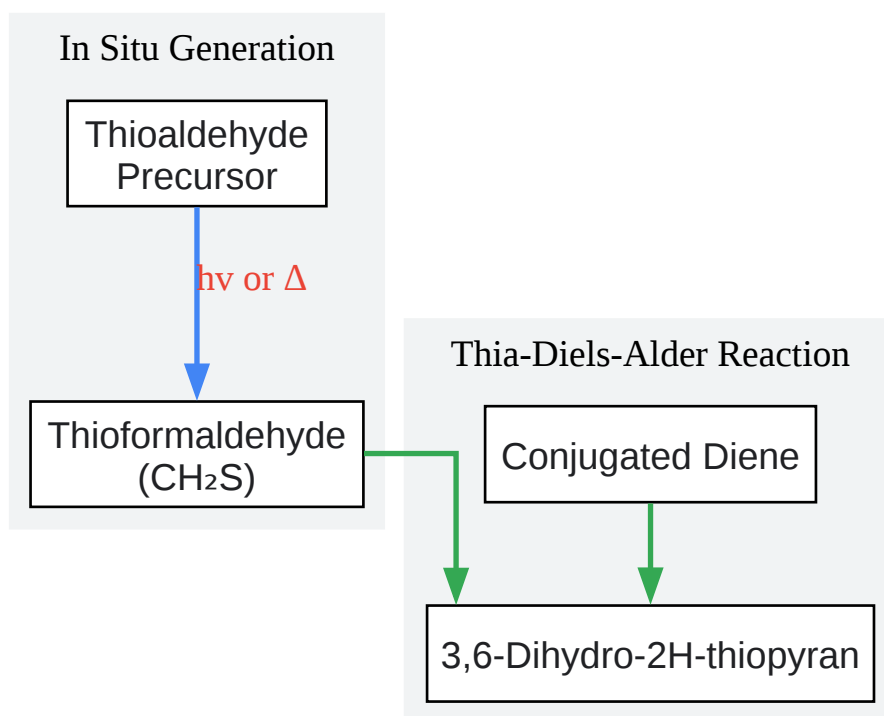 In Situ Generation
Thioaldehyde
Precursor
hv or Δ
Thioformaldehyde
(CH₂S)
Thia-Diels-Alder Reaction
Conjugated Diene
3,6-Dihydro-2H-thiopyran